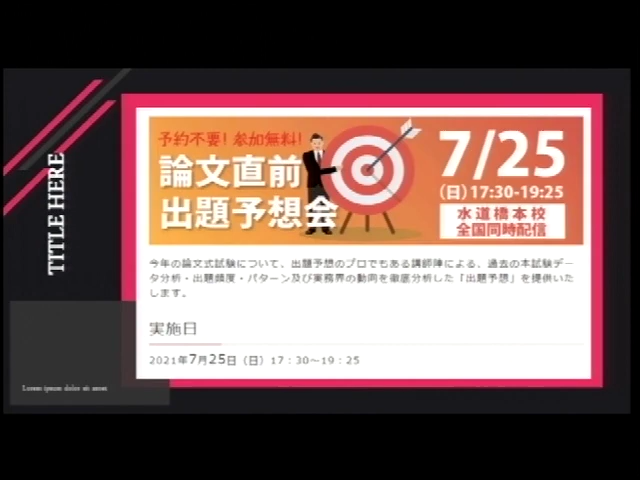 TITLE HERE
予約不要! 参加無料!
論文直前
出題予想会
7/25
(日)17:30-19:25
水道橋本校
全国同時配信
今年の論文式試験について、出題予想のプロでもある講師陣による、過去の本試験デー
タ分析・出題頻度・パターン及び実務界の動向を徹底分析した「出題予想」を提供いた
します。
実施日
2021年7月25日（日）17：30～19：25
Lorem ipsum dolor sit amet